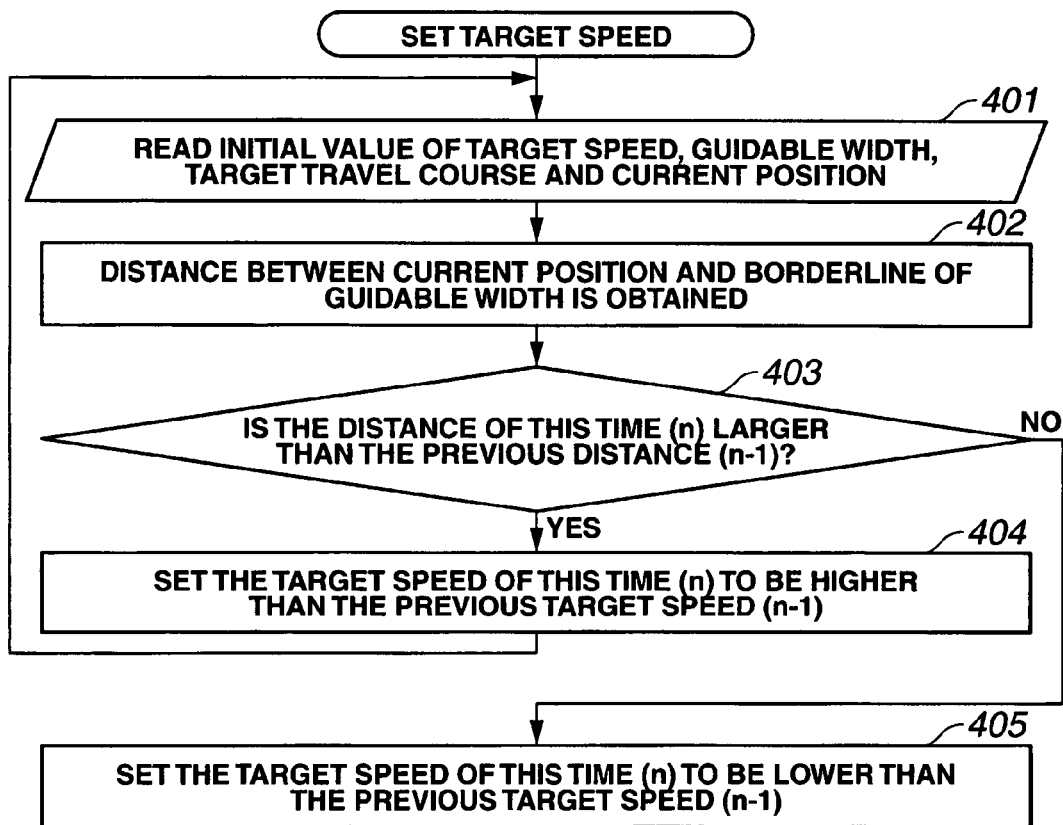 SET TARGET SPEED
401
READ INITIAL VALUE OF TARGET SPEED, GUIDABLE WIDTH,
TARGET TRAVEL COURSE AND CURRENT POSITION
402
DISTANCE BETWEEN CURRENT POSITION AND BORDERLINE OF
GUIDABLE WIDTH IS OBTAINED
403
IS THE DISTANCE OF THIS TIME (n) LARGER
THAN THE PREVIOUS DISTANCE (n-1)?
NO
YES
404
SET THE TARGET SPEED OF THIS TIME (n) TO BE HIGHER
THAN THE PREVIOUS TARGET SPEED (n-1)
405
SET THE TARGET SPEED OF THIS TIME (n) TO BE LOWER THAN
THE PREVIOUS TARGET SPEED (n-1)